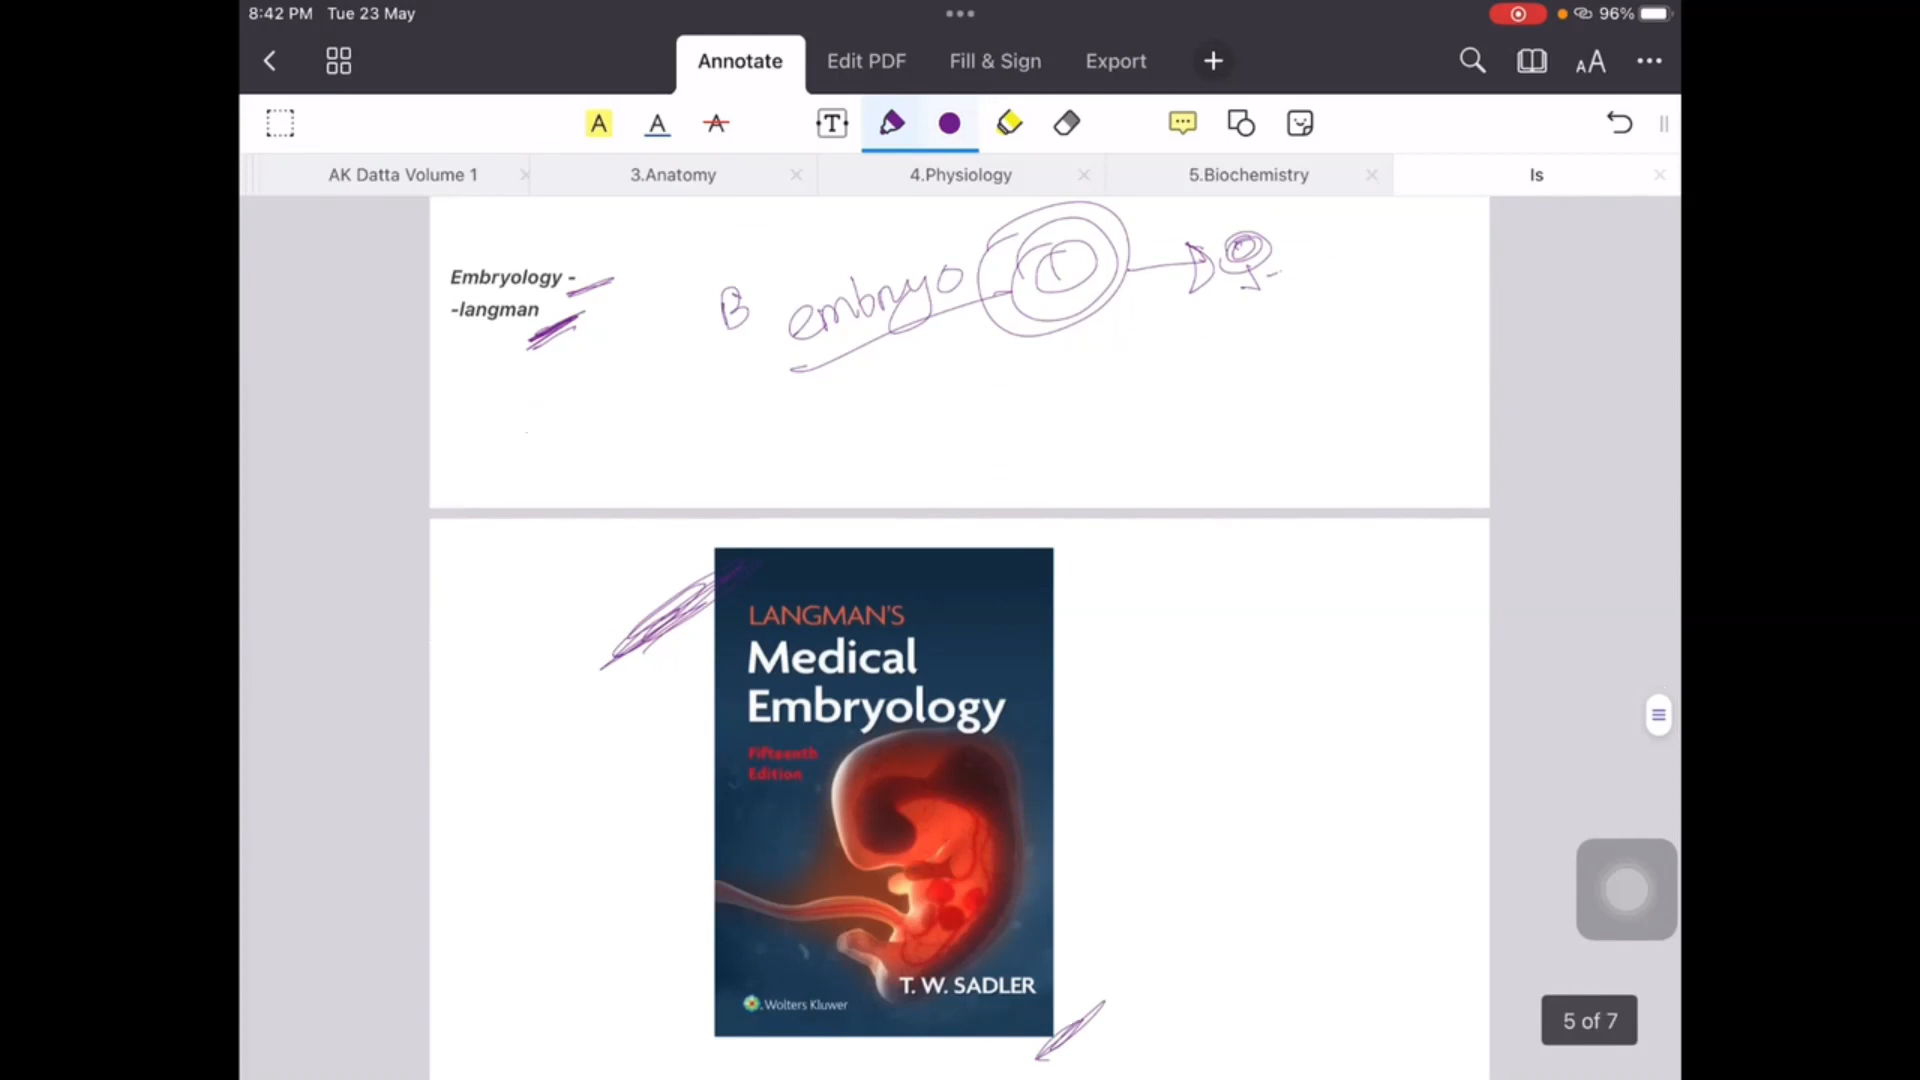 8:42 PM Tue 23 May
96%
Annotate Edit PDF Fill & Sign Export
AK Datta Volume 1 3.Anatomy 4.Physiology 5.Biochemistry Is
Embryology -
-langman
B embryo
LANGMAN'S
Medical
Embryology
Fifteenth
Edition
T. W. SADLER
Wolters Kluwer
5 of 7